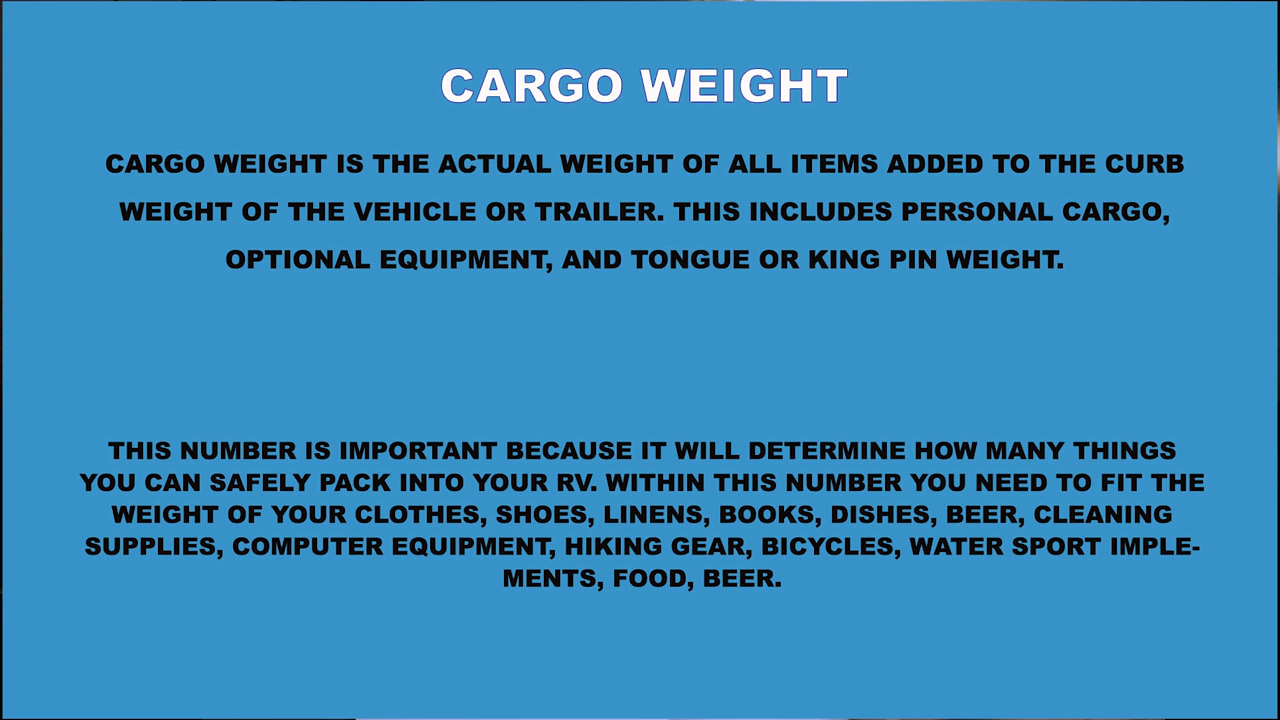 CARGO WEIGHT
CARGO WEIGHT IS THE ACTUAL WEIGHT OF ALL ITEMS ADDED TO THE CURB
WEIGHT OF THE VEHICLE OR TRAILER. THIS INCLUDES PERSONAL CARGO,
OPTIONAL EQUIPMENT, AND TONGUE OR KING PIN WEIGHT.
THIS NUMBER IS IMPORTANT BECAUSE IT WILL DETERMINE HOW MANY THINGS
YOU CAN SAFELY PACK INTO YOUR RV. WITHIN THIS NUMBER YOU NEED TO FIT THE
WEIGHT OF YOUR CLOTHES, SHOES, LINENS, BOOKS, DISHES, BEER, CLEANING
SUPPLIES, COMPUTER EQUIPMENT, HIKING GEAR, BICYCLES, WATER SPORT IMPLE-
MENTS, FOOD, BEER.